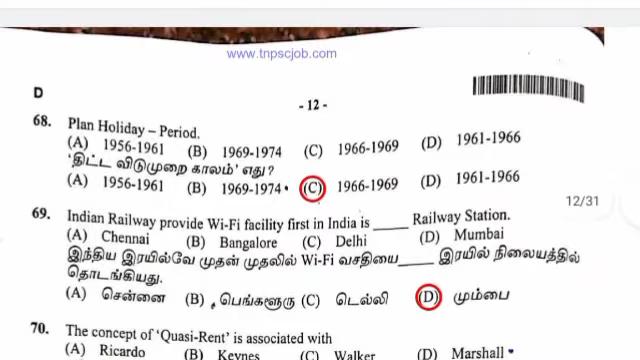 www.tnpscjob.com
D
- 12 -
68. Plan Holiday – Period.
(A) 1956-1961 (B) 1969-1974 (C) 1966-1969 (D) 1961-1966
'திட்ட விடுமுறை காலம்' எது?
(A) 1956-1961 (B) 1969-1974 (C) 1966-1969 (D) 1961-1966
12/31
69. Indian Railway provide Wi-Fi facility first in India is _____ Railway Station.
(A) Chennai (B) Bangalore (C) Delhi (D) Mumbai
இந்திய இரயில்வே முதன் முதலில் Wi-Fi வசதியை_____ இரயில் நிலையத்தில்
தொடங்கியது.
(A) சென்னை (B) பெங்களூரு (C) டெல்லி (D) மும்பை
70. The concept of 'Quasi-Rent' is associated with
(A) Ricardo (B) Keynes (C) Walker (D) Marshall